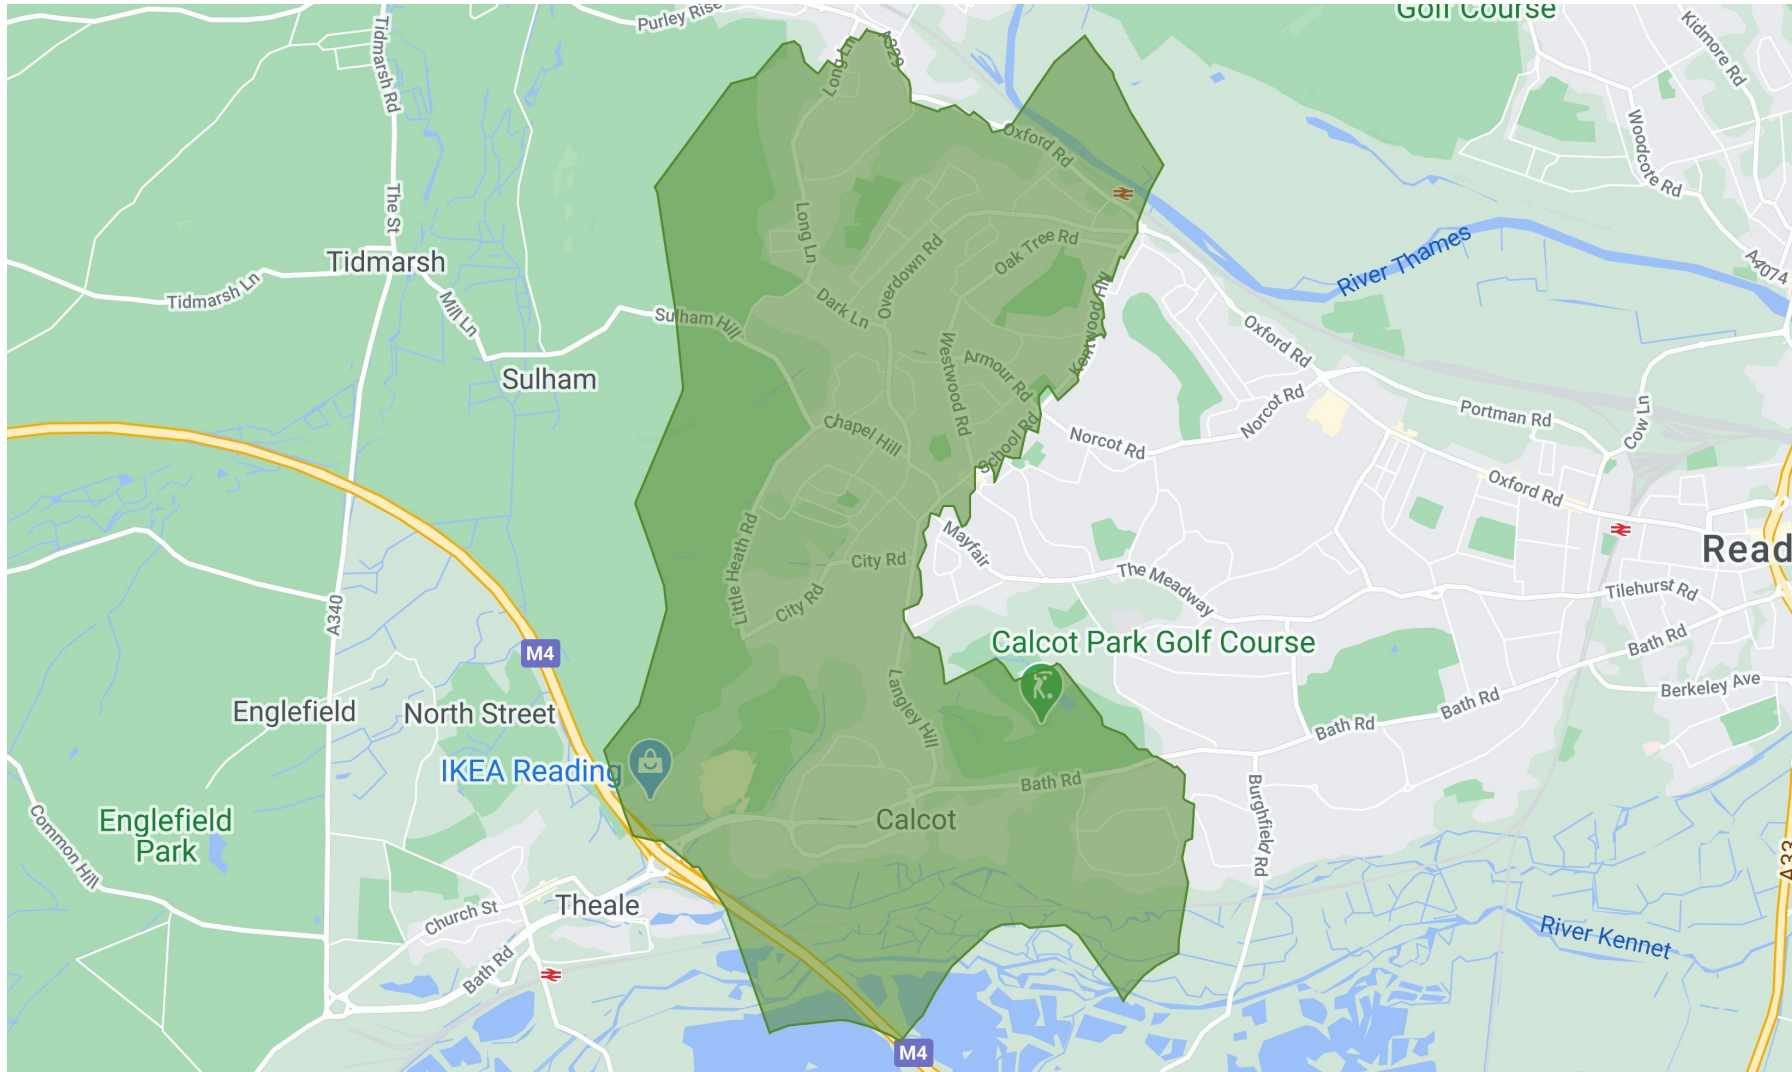 Golf Course
Purley Rise
Kidmore Rd
A329
Long Ln
Tidmarsh Rd
Oxford Rd
Woodcote Rd
The St
Long Ln
Overdown Rd
Oak Tree Rd
River Thames
A4074
Tidmarsh
Tidmarsh Ln
Mill Ln
Sulham Hill
Dark Ln
Kentwood Hill
Oxford Rd
Sulham
Westwood Rd
Armour Rd
Chapel Hill
School Rd
Norcot Rd
Norcot Rd
Portman Rd
Cow Ln
Oxford Rd
Little Heath Rd
Mayfair
City Rd
City Rd
The Meadway
Read
Tilehurst Rd
A340
M4
Calcot Park Golf Course
Bath Rd
Berkeley Ave
Langley Hill
Bath Rd
Bath Rd
Englefield
North Street
IKEA Reading
Bath Rd
Burghfield Rd
Englefield
Park
Common Hill
Calcot
A33
Church St
Theale
Bath Rd
River Kennet
M4